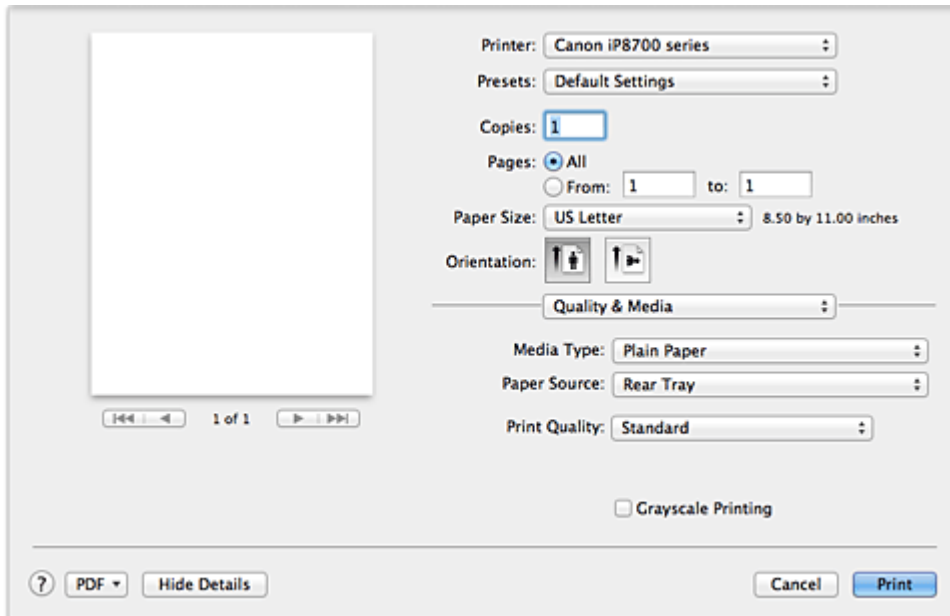 Printer: Canon iP8700 series
Presets: Default Settings
Copies: 1
Pages: All
From: 1 to: 1
Paper Size: US Letter 8.50 by 11.00 inches
Orientation:
Quality & Media
Media Type: Plain Paper
Paper Source: Rear Tray
1 of 1
Print Quality: Standard
Grayscale Printing
? PDF Hide Details Cancel Print